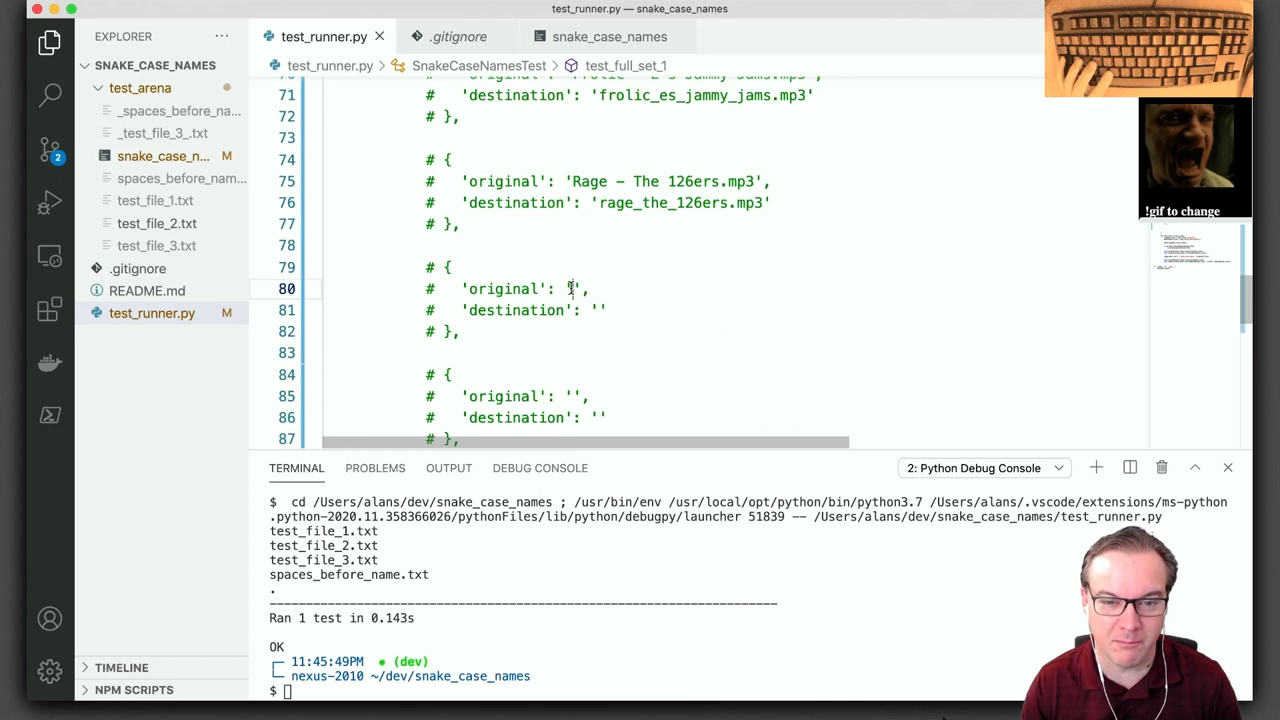 test_runner.py — snake_case_names
EXPLORER ···
test_runner.py
.gitignore
snake_case_names
SNAKE_CASE_NAMES
test_runner.py > SnakeCaseNamesTest > test_full_set_1
test_arena
_spaces_before_na...
_test_file_3_.txt
snake_case_n... M
spaces_before_nam...
test_file_1.txt
test_file_2.txt
test_file_3.txt
.gitignore
README.md
test_runner.py M
2
71 # 'destination': 'frolic_es_jammy_jams.mp3'
72 # },
73
74 # {
75 # 'original': 'Rage – The 126ers.mp3',
76 # 'destination': 'rage_the_126ers.mp3'
77 # },
78
79 # {
80 # 'original': '',
81 # 'destination': ''
82 # },
83
84 # {
85 # 'original': '',
86 # 'destination': ''
87 # },
!gif to change
TERMINAL PROBLEMS OUTPUT DEBUG CONSOLE 2: Python Debug Console
$ cd /Users/alans/dev/snake_case_names ; /usr/bin/env /usr/local/opt/python/bin/python3.7 /Users/alans/.vscode/extensions/ms-python
.python-2020.11.358366026/pythonFiles/lib/python/debugpy/launcher 51839 -- /Users/alans/dev/snake_case_names/test_runner.py
test_file_1.txt
test_file_2.txt
test_file_3.txt
spaces_before_name.txt
.
----------------------------------------------------------------------
Ran 1 test in 0.143s
OK
11:45:49PM • (dev)
nexus-2010 ~/dev/snake_case_names
$
TIMELINE
NPM SCRIPTS